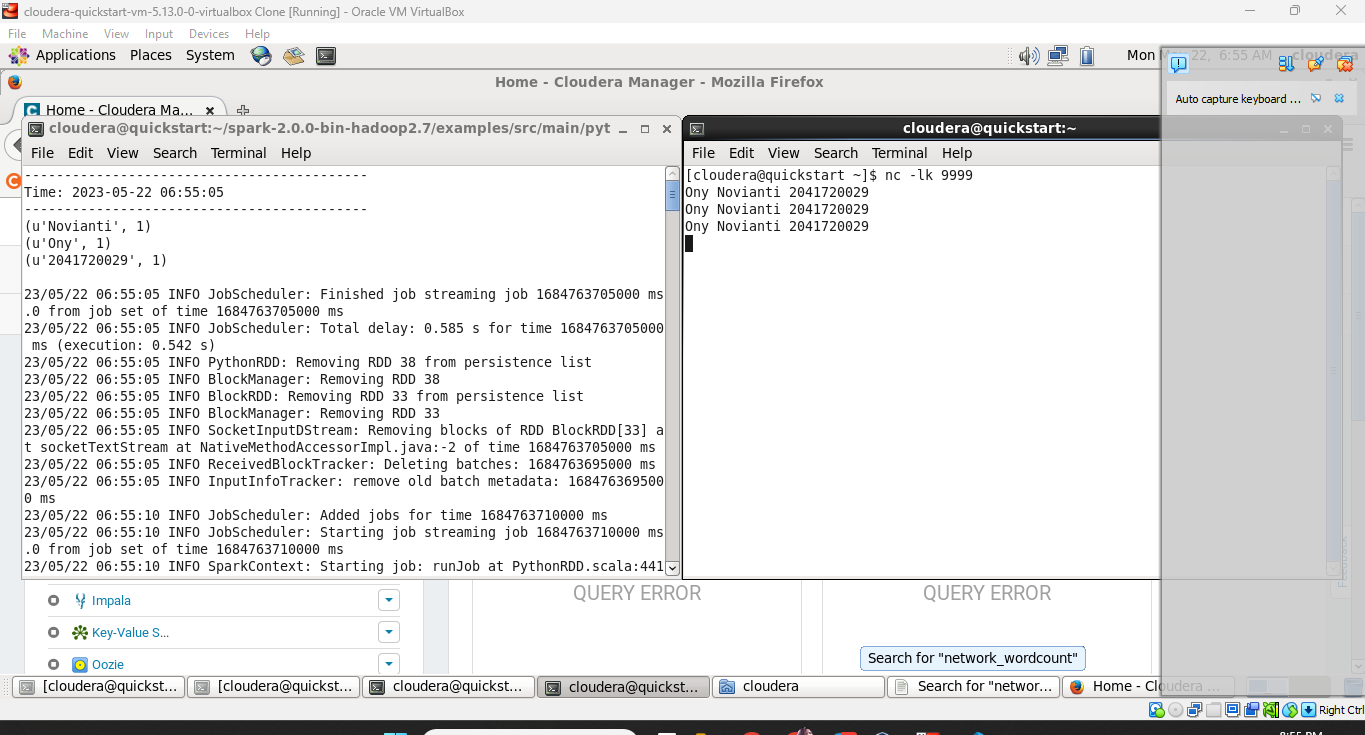 cloudera-quickstart-vm-5.13.0-0-virtualbox Clone [Running] - Oracle VM VirtualBox
File Machine View Input Devices Help
Applications Places System
Mon May 22, 6:55 AM cloudera
Home - Cloudera Manager - Mozilla Firefox
Home - Cloudera Ma...
Auto capture keyboard ...
cloudera@quickstart:~/spark-2.0.0-bin-hadoop2.7/examples/src/main/pyt
File Edit View Search Terminal Help
-----------------------------------------
Time: 2023-05-22 06:55:05
-----------------------------------------
(u'Novianti', 1)
(u'Ony', 1)
(u'2041720029', 1)
23/05/22 06:55:05 INFO JobScheduler: Finished job streaming job 1684763705000 ms
.0 from job set of time 1684763705000 ms
23/05/22 06:55:05 INFO JobScheduler: Total delay: 0.585 s for time 1684763705000
ms (execution: 0.542 s)
23/05/22 06:55:05 INFO PythonRDD: Removing RDD 38 from persistence list
23/05/22 06:55:05 INFO BlockManager: Removing RDD 38
23/05/22 06:55:05 INFO BlockRDD: Removing RDD 33 from persistence list
23/05/22 06:55:05 INFO BlockManager: Removing RDD 33
23/05/22 06:55:05 INFO SocketInputDStream: Removing blocks of RDD BlockRDD[33] a
t socketTextStream at NativeMethodAccessorImpl.java:-2 of time 1684763705000 ms
23/05/22 06:55:05 INFO ReceivedBlockTracker: Deleting batches: 1684763695000 ms
23/05/22 06:55:05 INFO InputInfoTracker: remove old batch metadata: 168476369500
0 ms
23/05/22 06:55:10 INFO JobScheduler: Added jobs for time 1684763710000 ms
23/05/22 06:55:10 INFO JobScheduler: Starting job streaming job 1684763710000 ms
.0 from job set of time 1684763710000 ms
23/05/22 06:55:10 INFO SparkContext: Starting job: runJob at PythonRDD.scala:441
cloudera@quickstart:~
File Edit View Search Terminal Help
[cloudera@quickstart ~]$ nc -lk 9999
Ony Novianti 2041720029
Ony Novianti 2041720029
Ony Novianti 2041720029
Feedback
Impala
Key-Value S...
Oozie
QUERY ERROR
QUERY ERROR
Search for "network_wordcount"
[cloudera@quickst...
[cloudera@quickst...
cloudera@quickst...
cloudera@quickst...
cloudera
Search for "networ...
Home - Cloudera ...
Right Ctrl